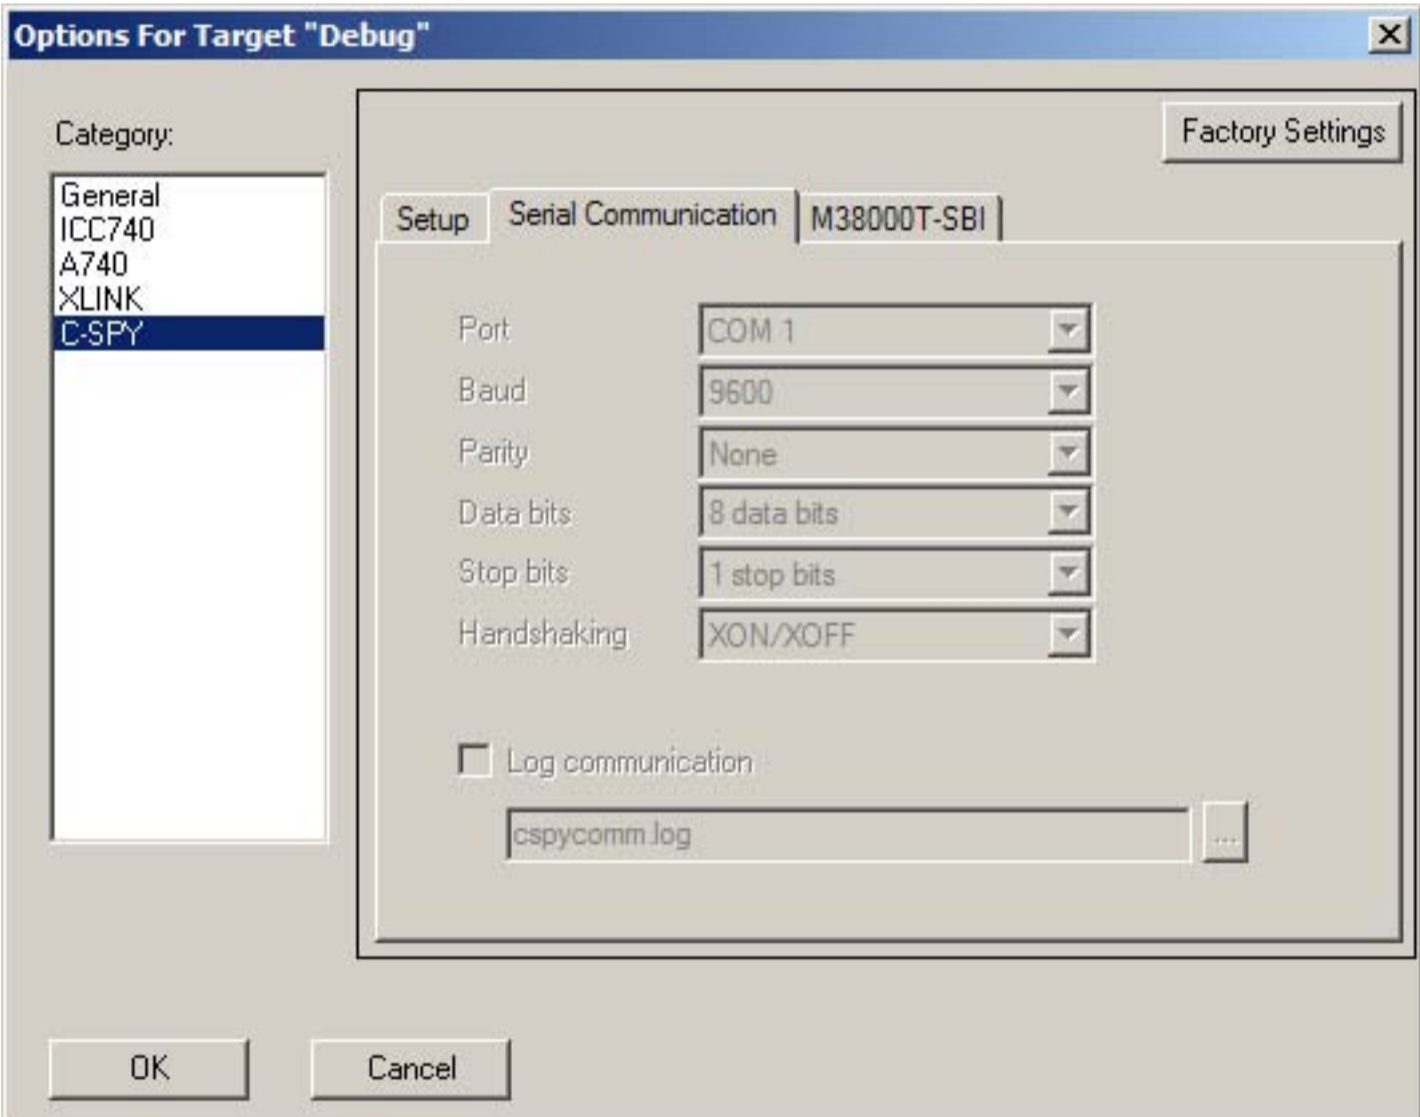 Options For Target "Debug"
Category:
General
ICC740
A740
XLINK
C-SPY
Factory Settings
Setup
Serial Communication
M38000T-SBI
Port COM 1
Baud 9600
Parity None
Data bits 8 data bits
Stop bits 1 stop bits
Handshaking XON/XOFF
Log communication
cspycomm.log ...
OK
Cancel